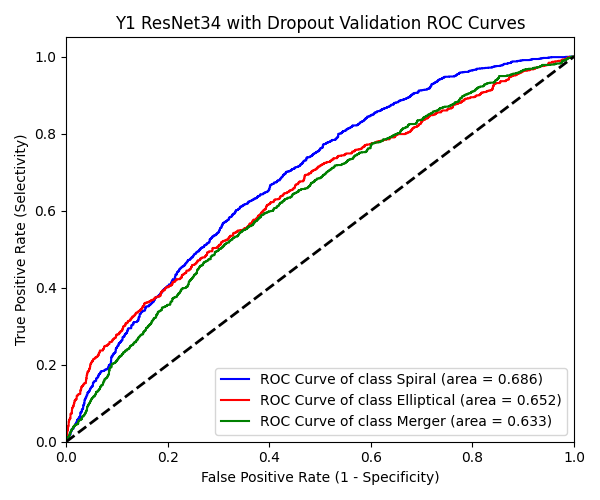 Y1 ResNet34 with Dropout Validation ROC Curves
True Positive Rate (Selectivity)
1.0
0.8
0.6
0.4
0.2
0.0
ROC Curve of class Spiral (area = 0.686)
ROC Curve of class Elliptical (area = 0.652)
ROC Curve of class Merger (area = 0.633)
0.0 0.2 0.4 0.6 0.8 1.0
False Positive Rate (1 - Specificity)